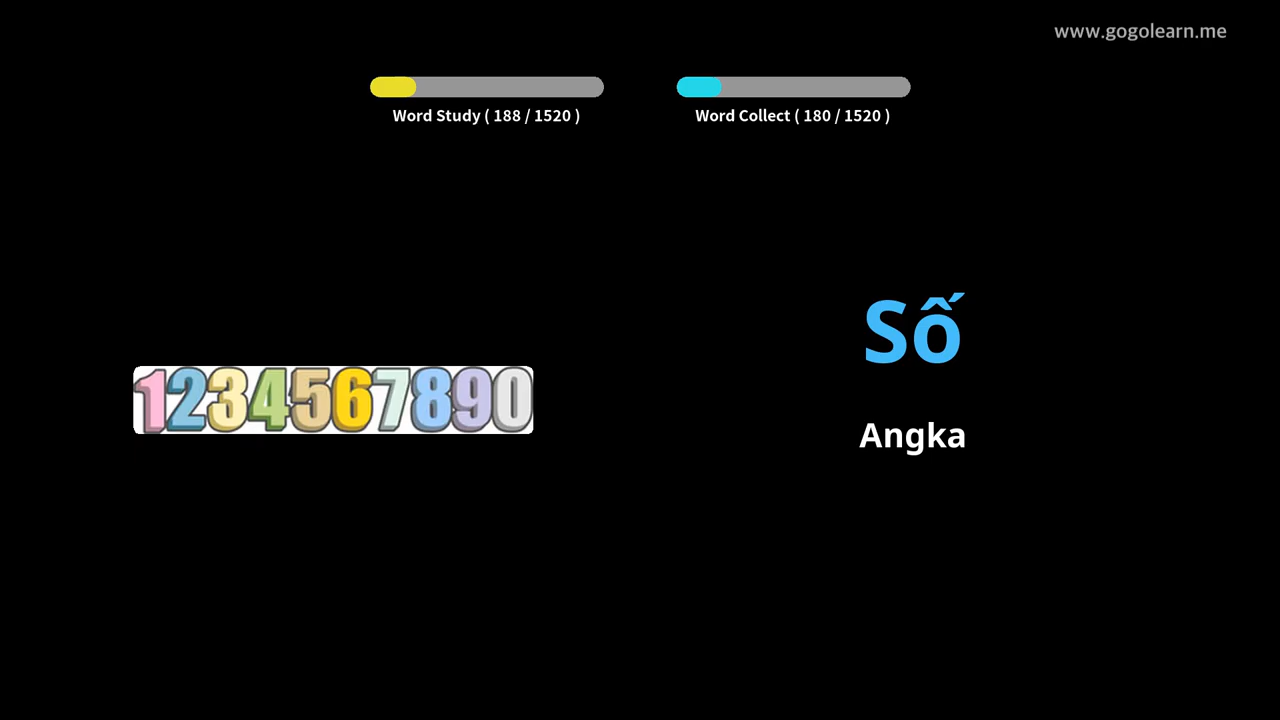 www.gogolearn.me
Word Study ( 188 / 1520 )
Word Collect ( 180 / 1520 )
Số
1234567890
Angka